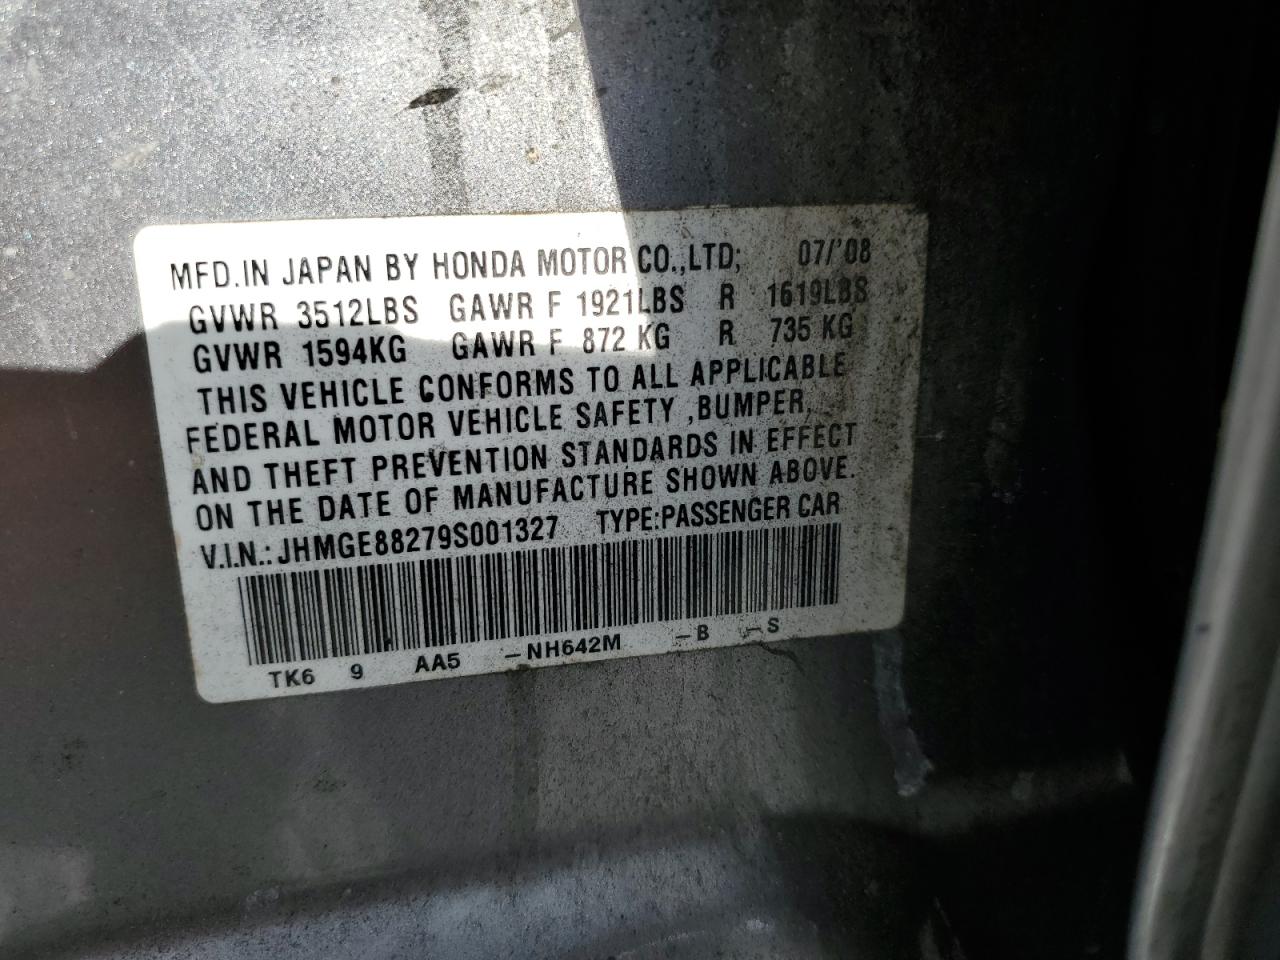 MFD.IN JAPAN BY HONDA MOTOR CO.,LTD; 07/'08
GVWR 3512LBS GAWR F 1921LBS R 1619LBS
GVWR 1594KG GAWR F 872 KG R 735 KG
THIS VEHICLE CONFORMS TO ALL APPLICABLE
FEDERAL MOTOR VEHICLE SAFETY ,BUMPER,
AND THEFT PREVENTION STANDARDS IN EFFECT
ON THE DATE OF MANUFACTURE SHOWN ABOVE.
V.I.N.: JHMGE88279S001327 TYPE:PASSENGER CAR
TK6 9 AA5 -NH642M -B -S